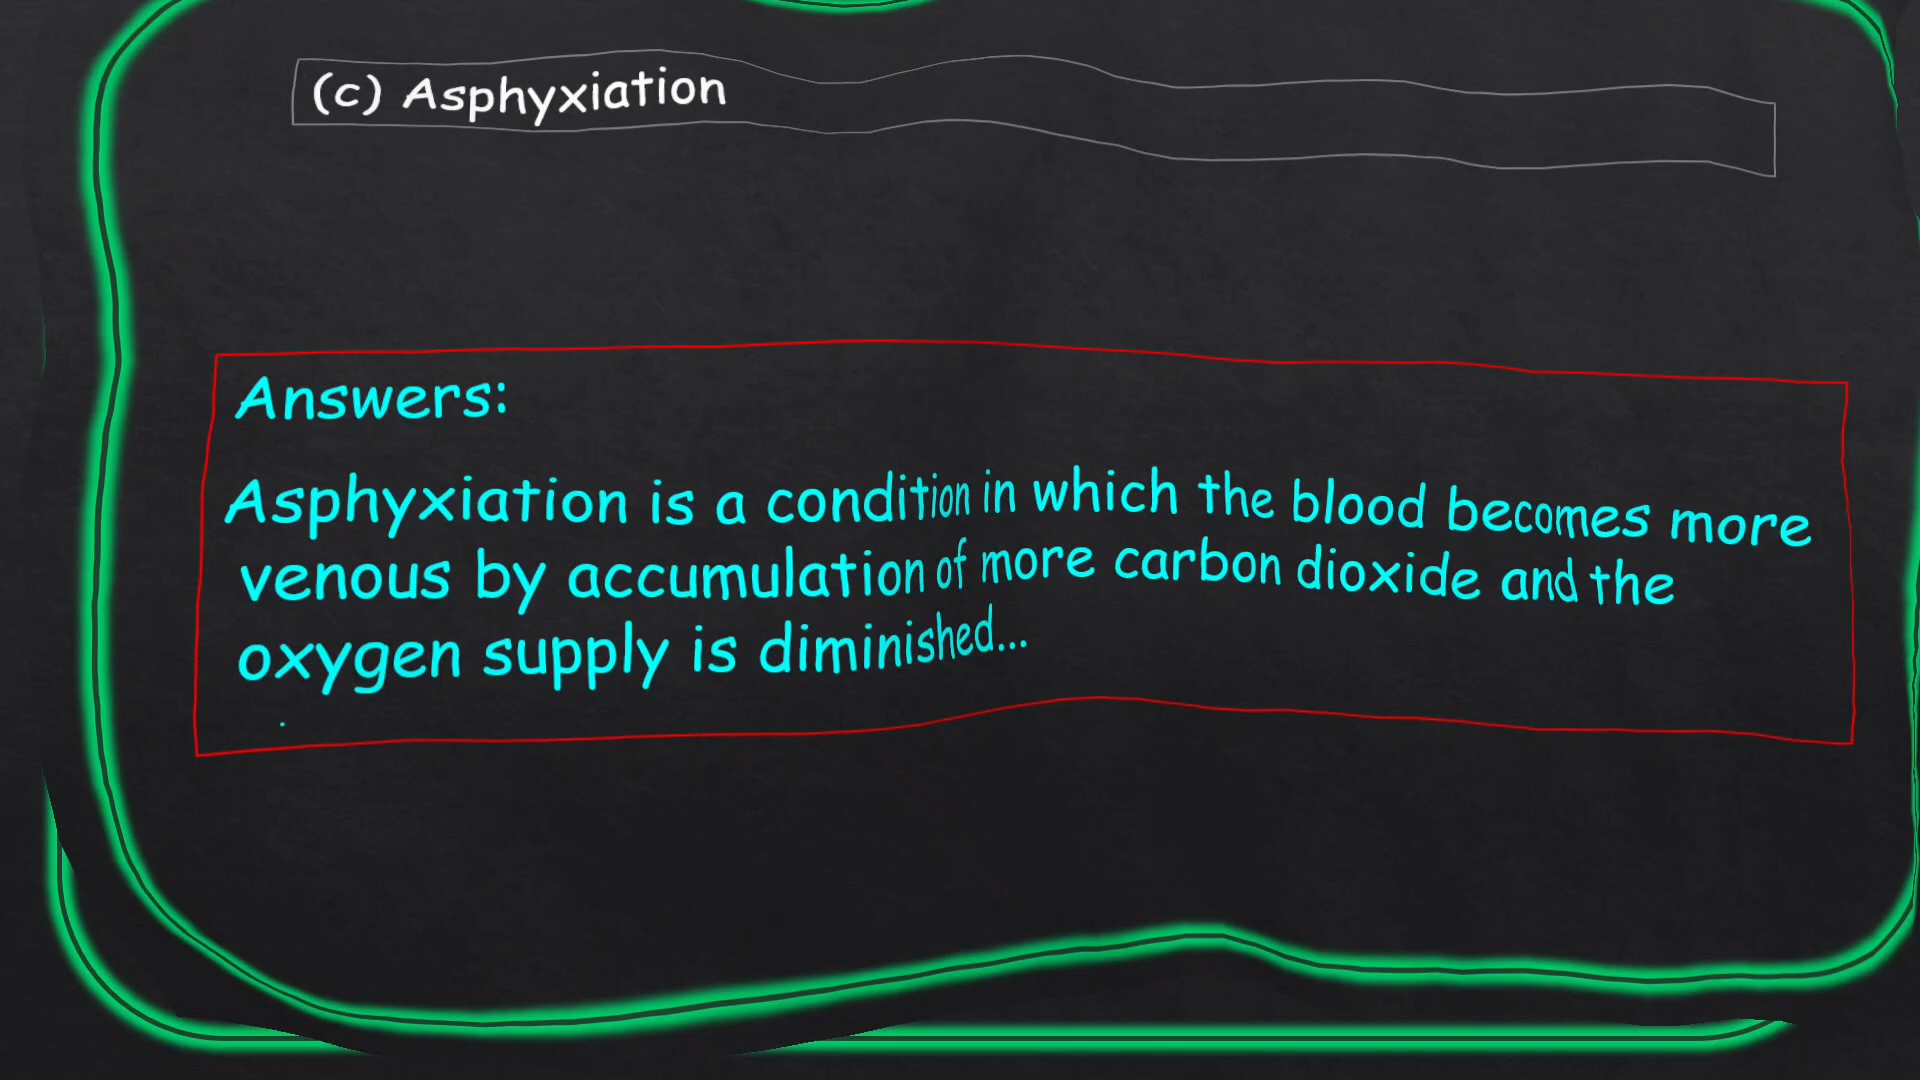 (c) Asphyxiation
Answers:
Asphyxiation is a condition in which the blood becomes more
venous by accumulation of more carbon dioxide and the
oxygen supply is diminished...
.